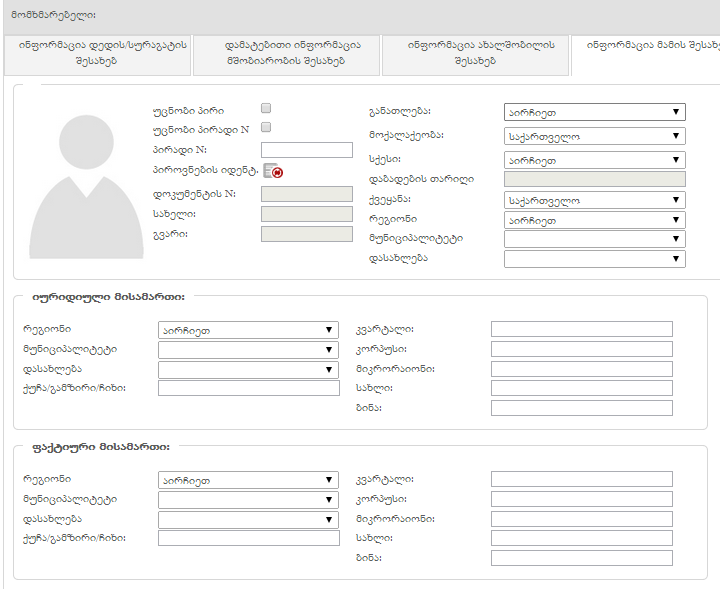 მომხმარებელი:
ინფორმაცია დედის/სურაგატის შესახებ
დამატებითი ინფორმაცია მშობიარობის შესახებ
ინფორმაცია ახალშობილის შესახებ
ინფორმაცია მამის
უცნობი პირი
უცნობი პირადი N
პირადი N:
პიროვნების იდენტ.
დოკუმენტის N:
სახელი:
გვარი:
განათლება: აირჩიეთ
მოქალაქეობა: საქართველო
სქესი: აირჩიეთ
დაბადების თარიღი
ქვეყანა: საქართველო
რეგიონი აირჩიეთ
მუნიციპალიტეტი
დასახლება
იურიდიული მისამართი:
რეგიონი აირჩიეთ
მუნიციპალიტეტი
დასახლება
ქუჩა/გამზირი/ჩიხი:
კვარტალი:
კორპუსი:
მიკრორაიონი:
სახლი:
ბინა:
ფაქტიური მისამართი:
რეგიონი აირჩიეთ
მუნიციპალიტეტი
დასახლება
ქუჩა/გამზირი/ჩიხი:
კვარტალი:
კორპუსი:
მიკრორაიონი:
სახლი:
ბინა: